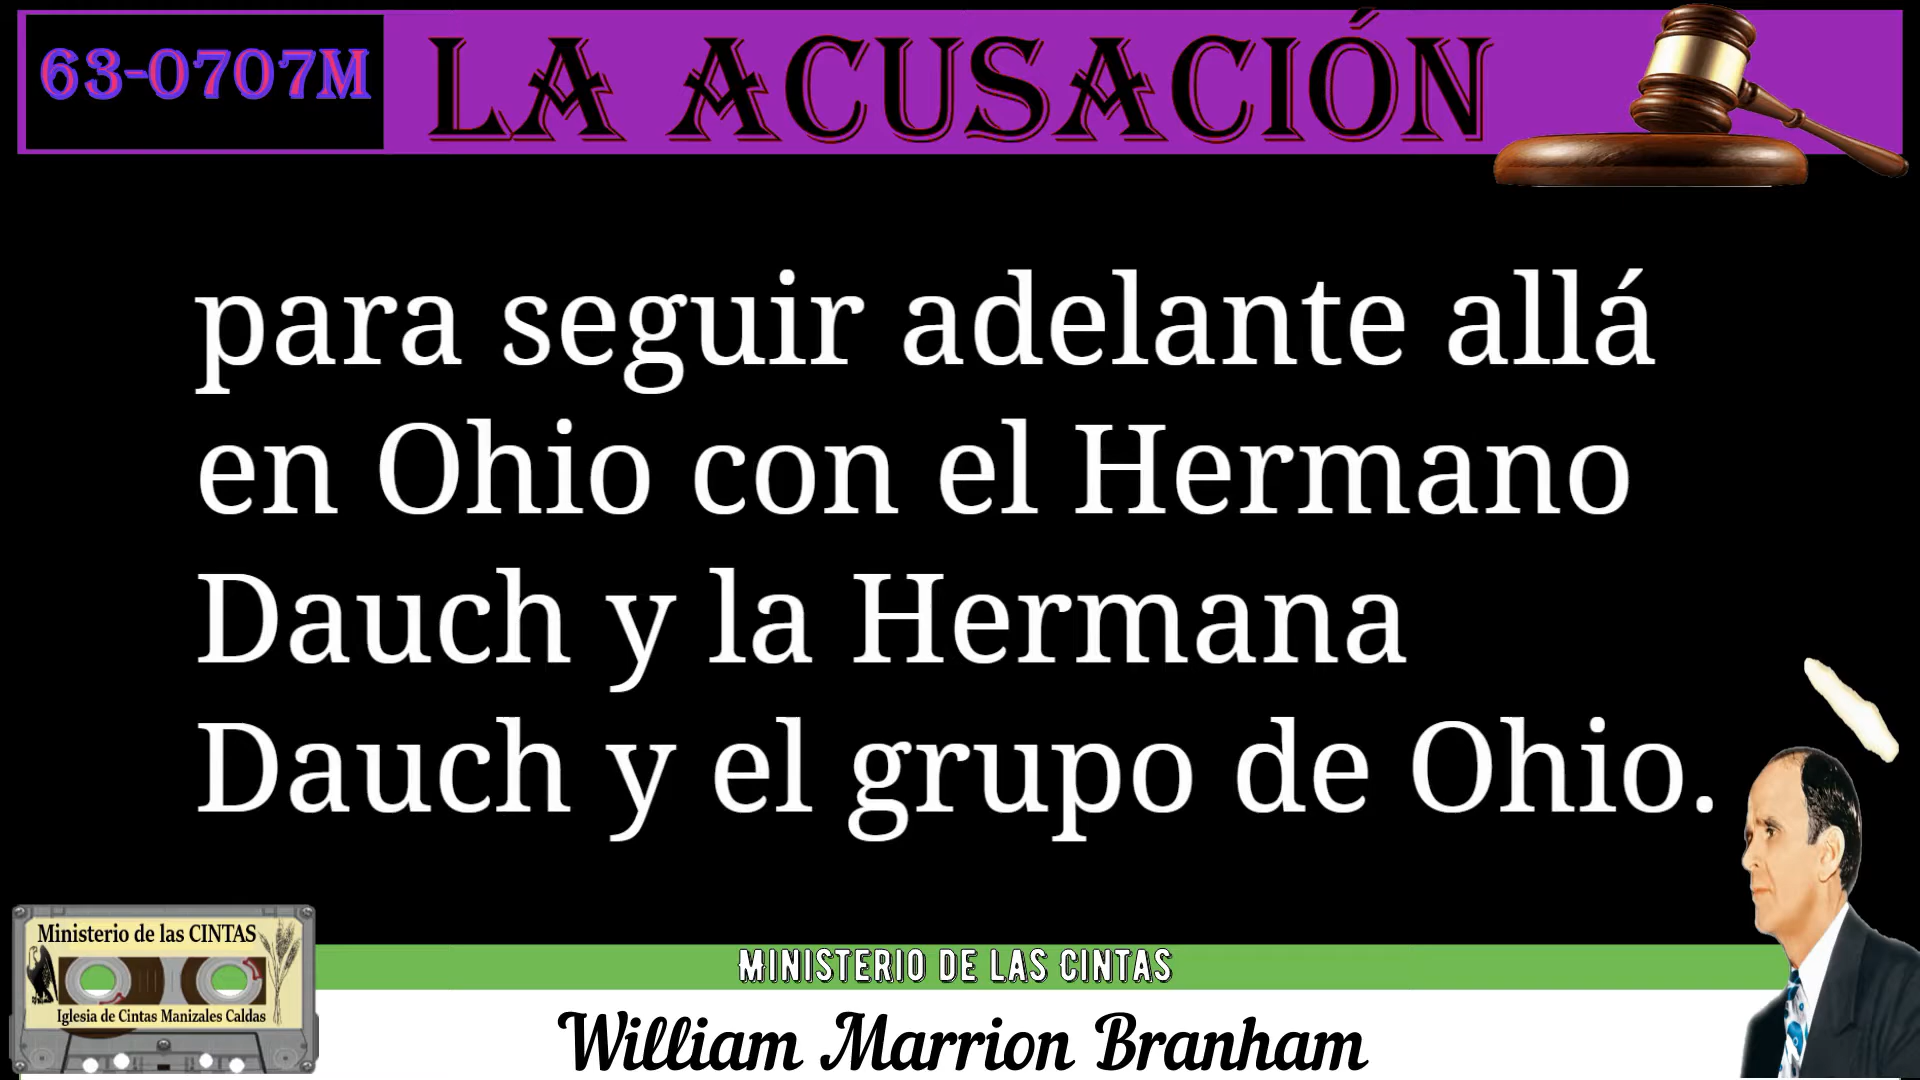 63-0707M
LA ACUSACIÓN
para seguir adelante allá
en Ohio con el Hermano
Dauch y la Hermana
Dauch y el grupo de Ohio.
Ministerio de las CINTAS
Iglesia de Cintas Manizales Caldas
MINISTERIO DE LAS CINTAS
William Marrion Branham